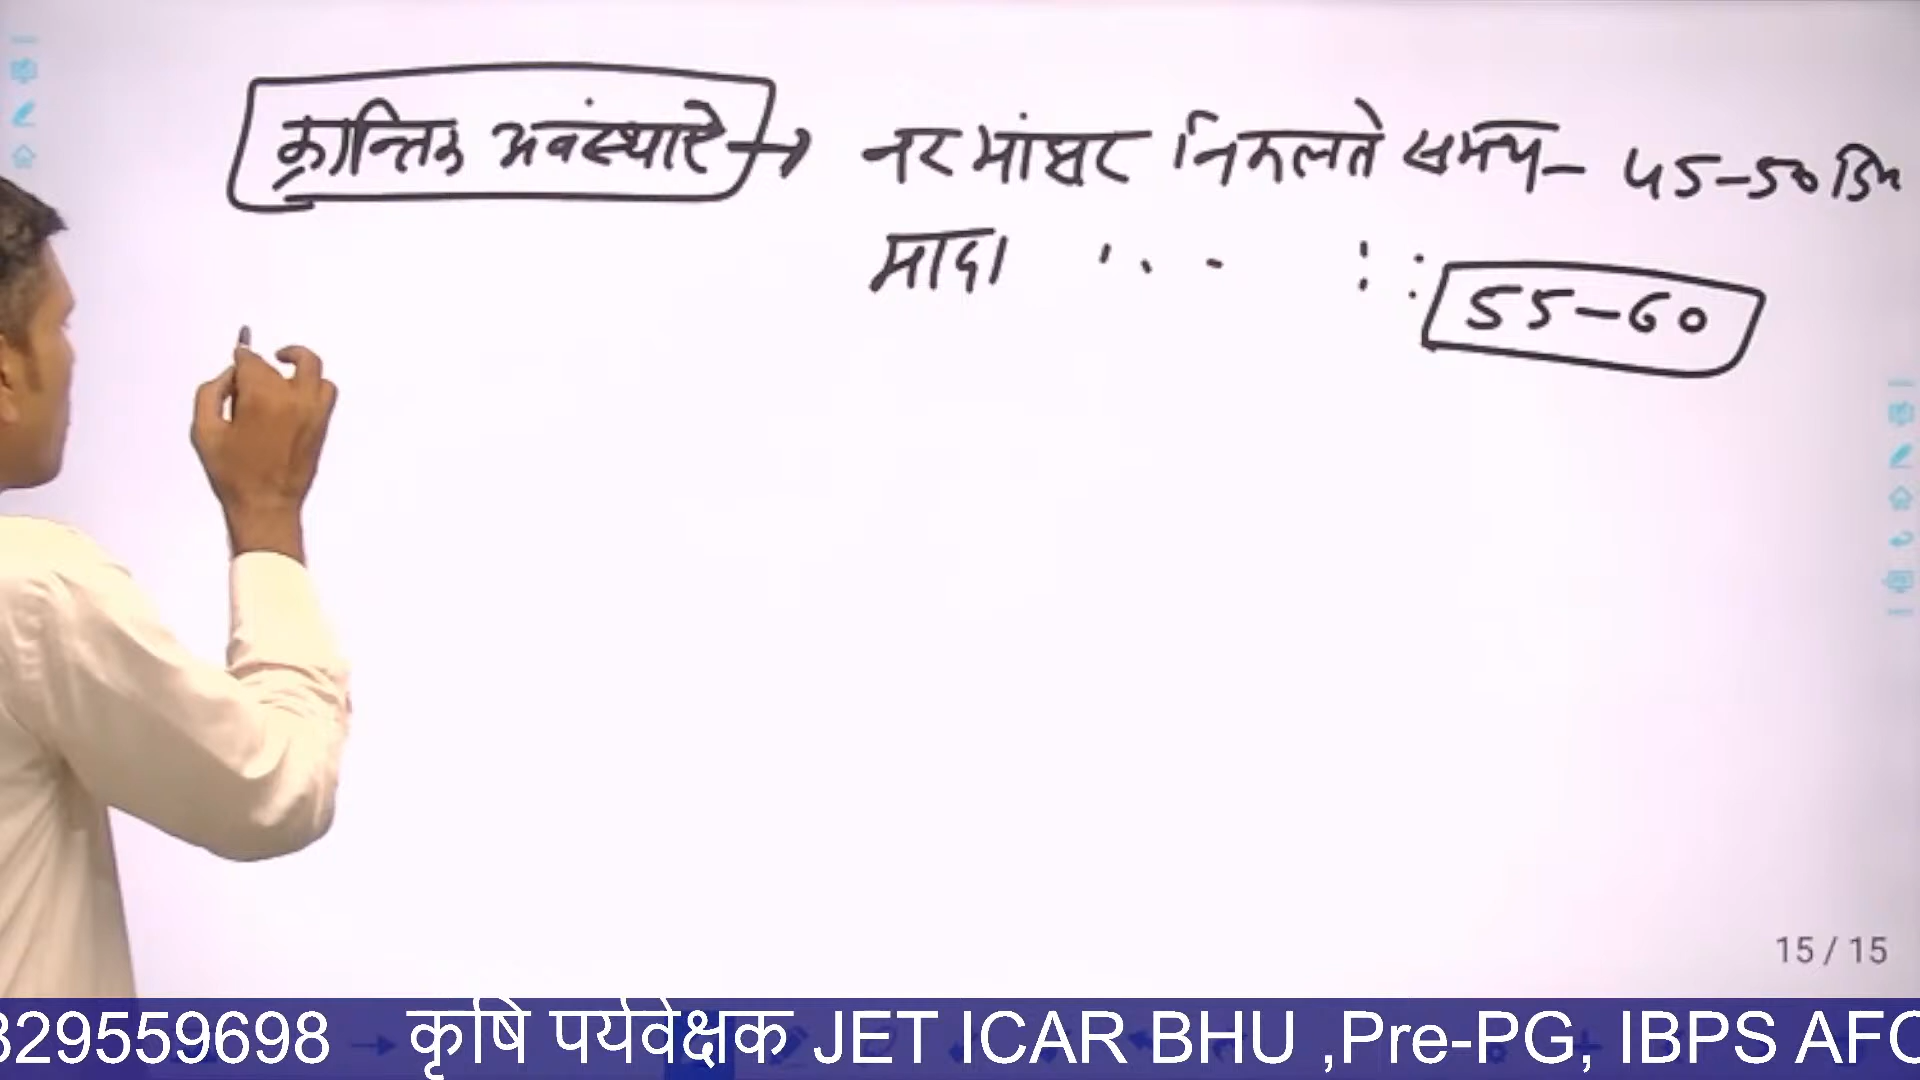 क्रान्तिक अवस्थाएं → नर मांझर निकलते समय - 45-50 दिन
मादा ' . . - : : 55-60
15 / 15
329559698 कृषि पर्यवेक्षक JET ICAR BHU ,Pre-PG, IBPS AFO